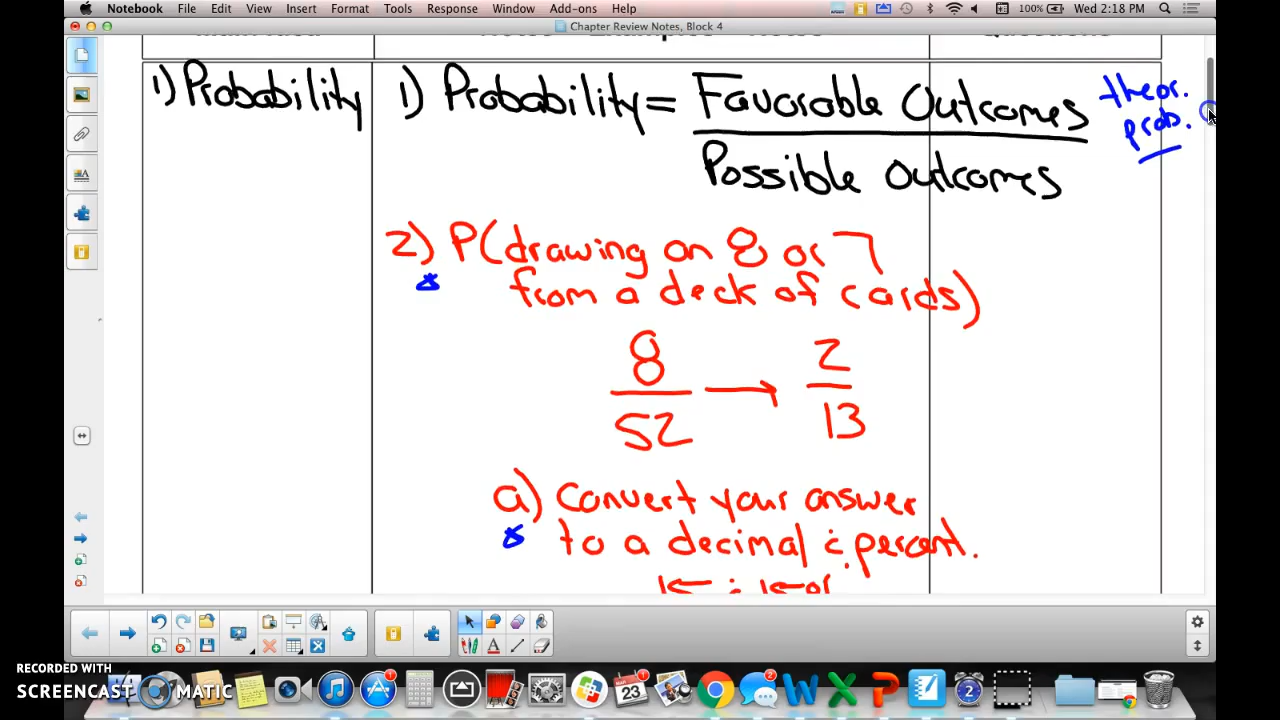 Notebook File Edit View Insert Format Tools Response Window Add-ons Help 100% Wed 2:18 PM
Chapter Review Notes, Block 4
1) Probability
1) Probability = Favorable Outcomes
Possible Outcomes
theor.
prob.
2) P(drawing an 8 or 7
from a deck of cards)
8
52
2
13
a) Convert your answer
to a decimal & percent.
RECORDED WITH
SCREENCAST MATIC